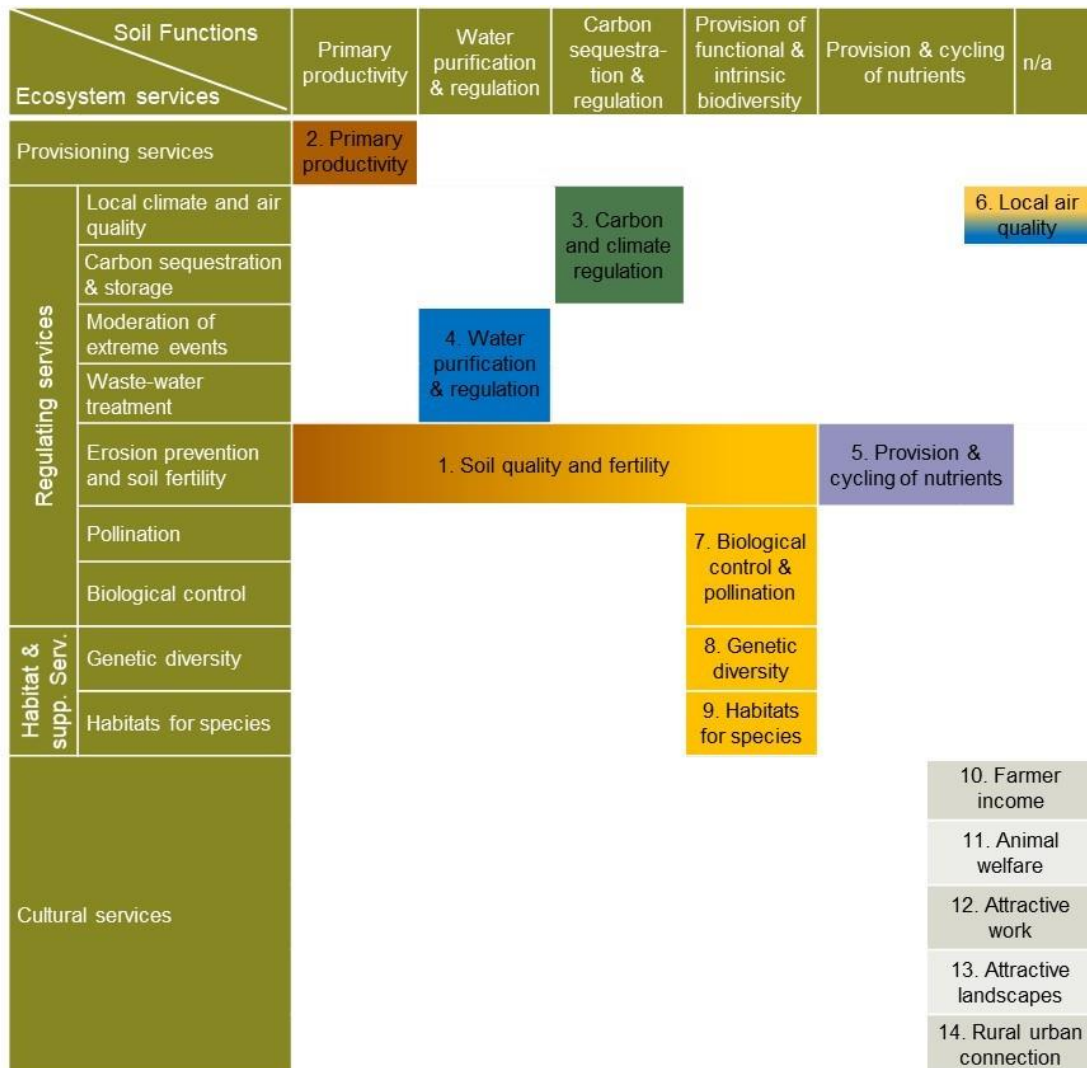 Soil Functions
Ecosystem services
Primary
productivity
Water
purification
& regulation
Carbon
sequestra-
tion &
regulation
Provision of
functional &
intrinsic
biodiversity
Provision & cycling
of nutrients
n/a
Provisioning services
2. Primary
productivity
Regulating services
Local climate and air
quality
3. Carbon
and climate
regulation
6. Local air
quality
Carbon sequestration
& storage
Moderation of
extreme events
4. Water
purification
& regulation
Waste-water
treatment
Erosion prevention
and soil fertility
1. Soil quality and fertility
5. Provision &
cycling of nutrients
Pollination
7. Biological
control &
pollination
Biological control
Habitat &
supp. Serv.
Genetic diversity
8. Genetic
diversity
Habitats for species
9. Habitats
for species
Cultural services
10. Farmer
income
11. Animal
welfare
12. Attractive
work
13. Attractive
landscapes
14. Rural urban
connection